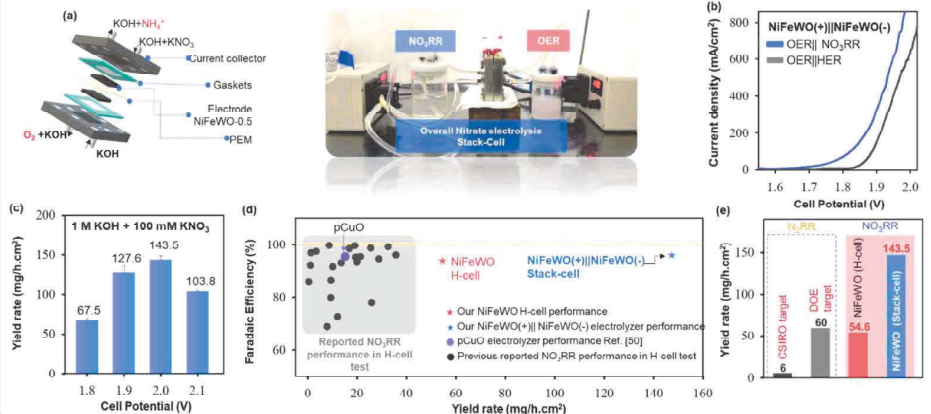 (a)
KOH+NH₄⁺
KOH+KNO₃
Current collector
Gaskets
Electrode
NiFeWO-0.5
PEM
O₂ +KOH
KOH
NO₃RR
OER
Overall Nitrate electrolysis
Stack-Cell
(b)
NiFeWO(+)||NiFeWO(-)
OER|| NO₃RR
OER||HER
Current density (mA/cm²)
800
600
400
200
0
1.6 1.7 1.8 1.9 2.0
Cell Potential (V)
(c)
1 M KOH + 100 mM KNO₃
Yield rate (mg/h.cm²)
200
150
100
50
0
67.5
127.6
143.5
103.8
1.8 1.9 2.0 2.1
Cell Potential (V)
(d)
Faradaic Efficiency (%)
100
80
60
pCuO
NiFeWO
H-cell
NiFeWO(+)||NiFeWO(-)
Stack-cell
Reported NO₃RR
performance in H-cell
test
Our NiFeWO H-cell performance
Our NiFeWO(+)|| NiFeWO(-) electrolyzer performance
pCuO electrolyzer performance Ref. [50]
Previous reported NO₃RR performance in H cell test
0 20 40 60 80 100 120 140 160
Yield rate (mg/h.cm²)
(e)
N₂RR
NO₃RR
Yield rate (mg/h.cm²)
150
100
50
0
CSIRO target
6
DOE
target
60
NiFeWO (H-cell)
54.6
143.5
NiFeWO (Stack-cell)